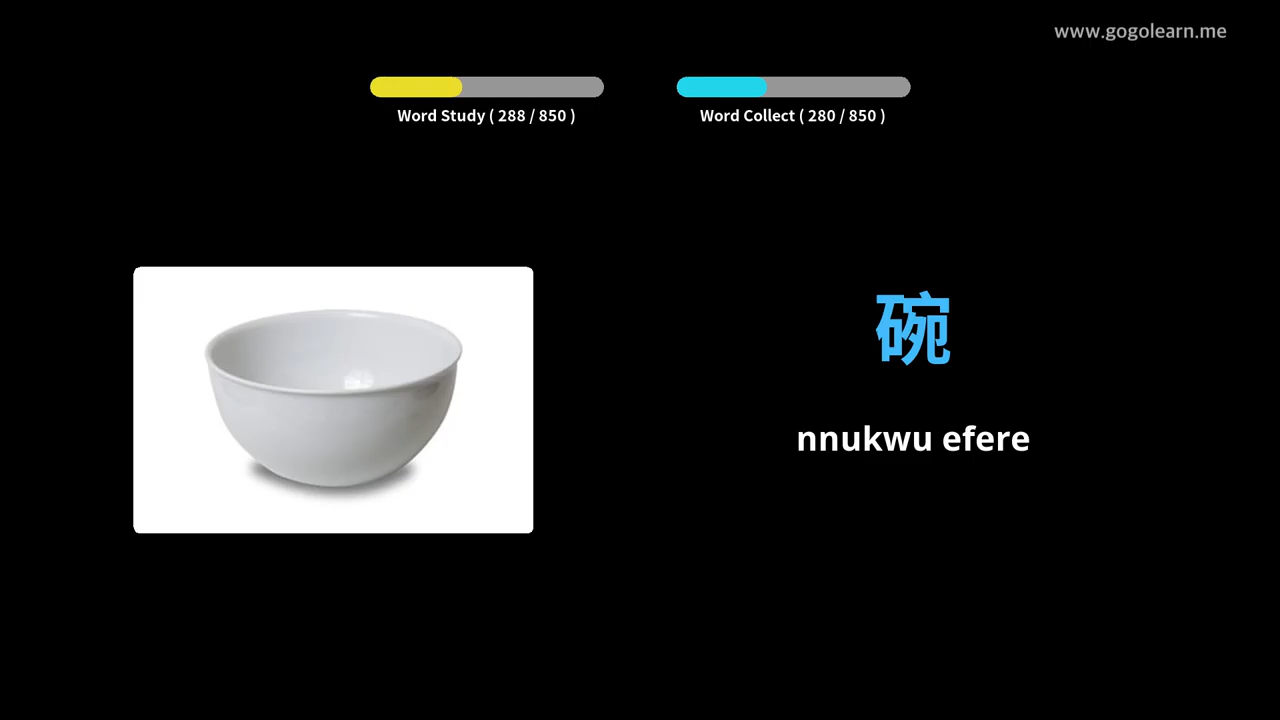 www.gogolearn.me
Word Study ( 288 / 850 )
Word Collect ( 280 / 850 )
碗
nnukwu efere